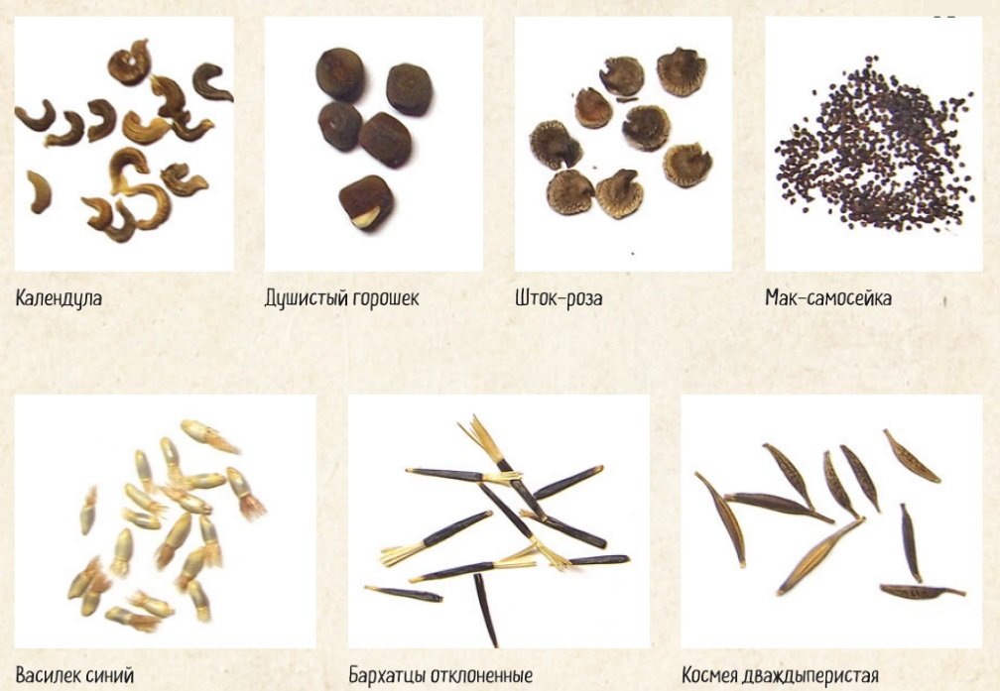 Календула
Душистый горошек
Шток-роза
Мак-самосейка
Василек синий
Бархатцы отклоненные
Космея дваждыперистая